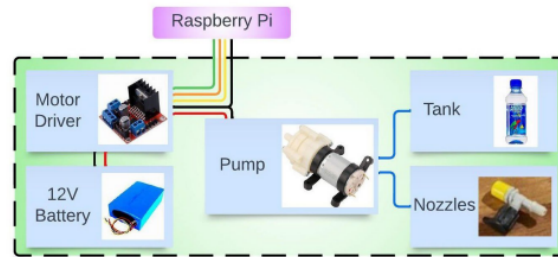 Raspberry Pi
Motor
Driver
Tank
Pump
12V
Battery
Nozzles